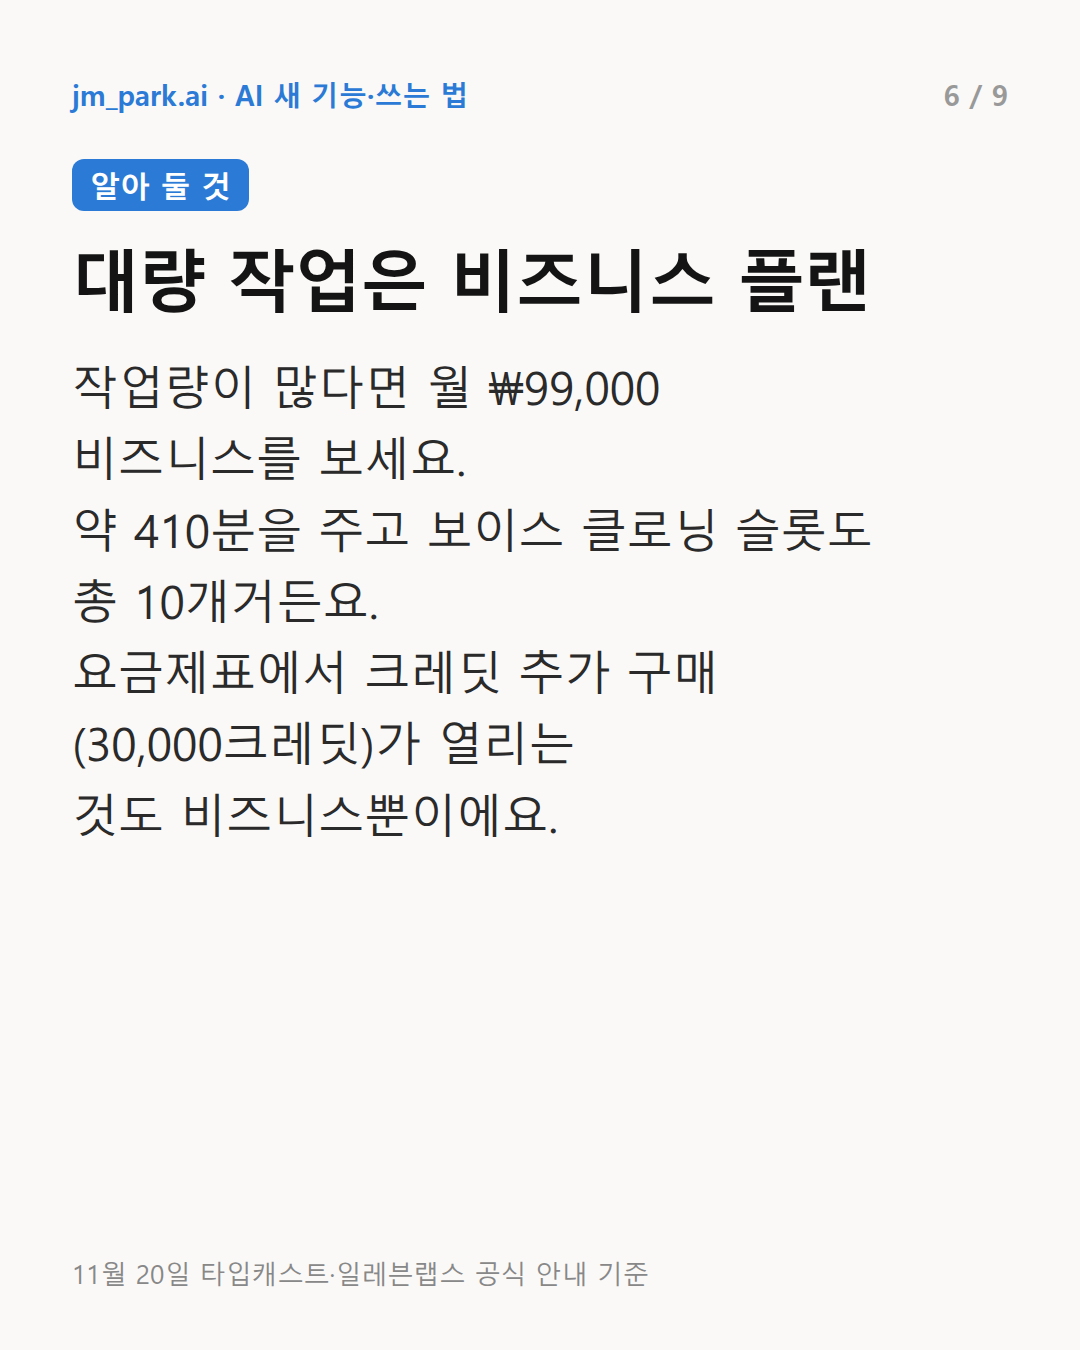 jm_park.ai · AI 새 기능·쓰는 법
6 / 9
알아 둘 것
대량 작업은 비즈니스 플랜
작업량이 많다면 월 ₩99,000
비즈니스를 보세요.
약 410분을 주고 보이스 클로닝 슬롯도
총 10개거든요.
요금제표에서 크레딧 추가 구매
(30,000크레딧)가 열리는
것도 비즈니스뿐이에요.
11월 20일 타입캐스트·일레븐랩스 공식 안내 기준